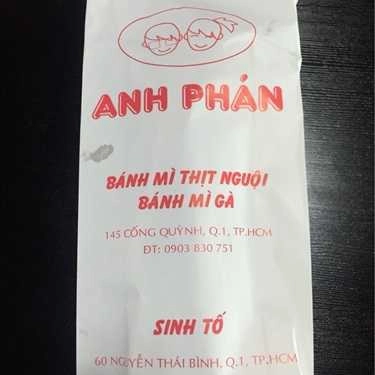 ANH PHÁN
BÁNH MÌ THỊT NGUỘI
BÁNH MÌ GÀ
145 CỐNG QUỲNH, Q.1, TP.HCM
ĐT: 0903 830 751
SINH TỐ
60 NGUYỄN THÁI BÌNH, Q.1, TP.HCM